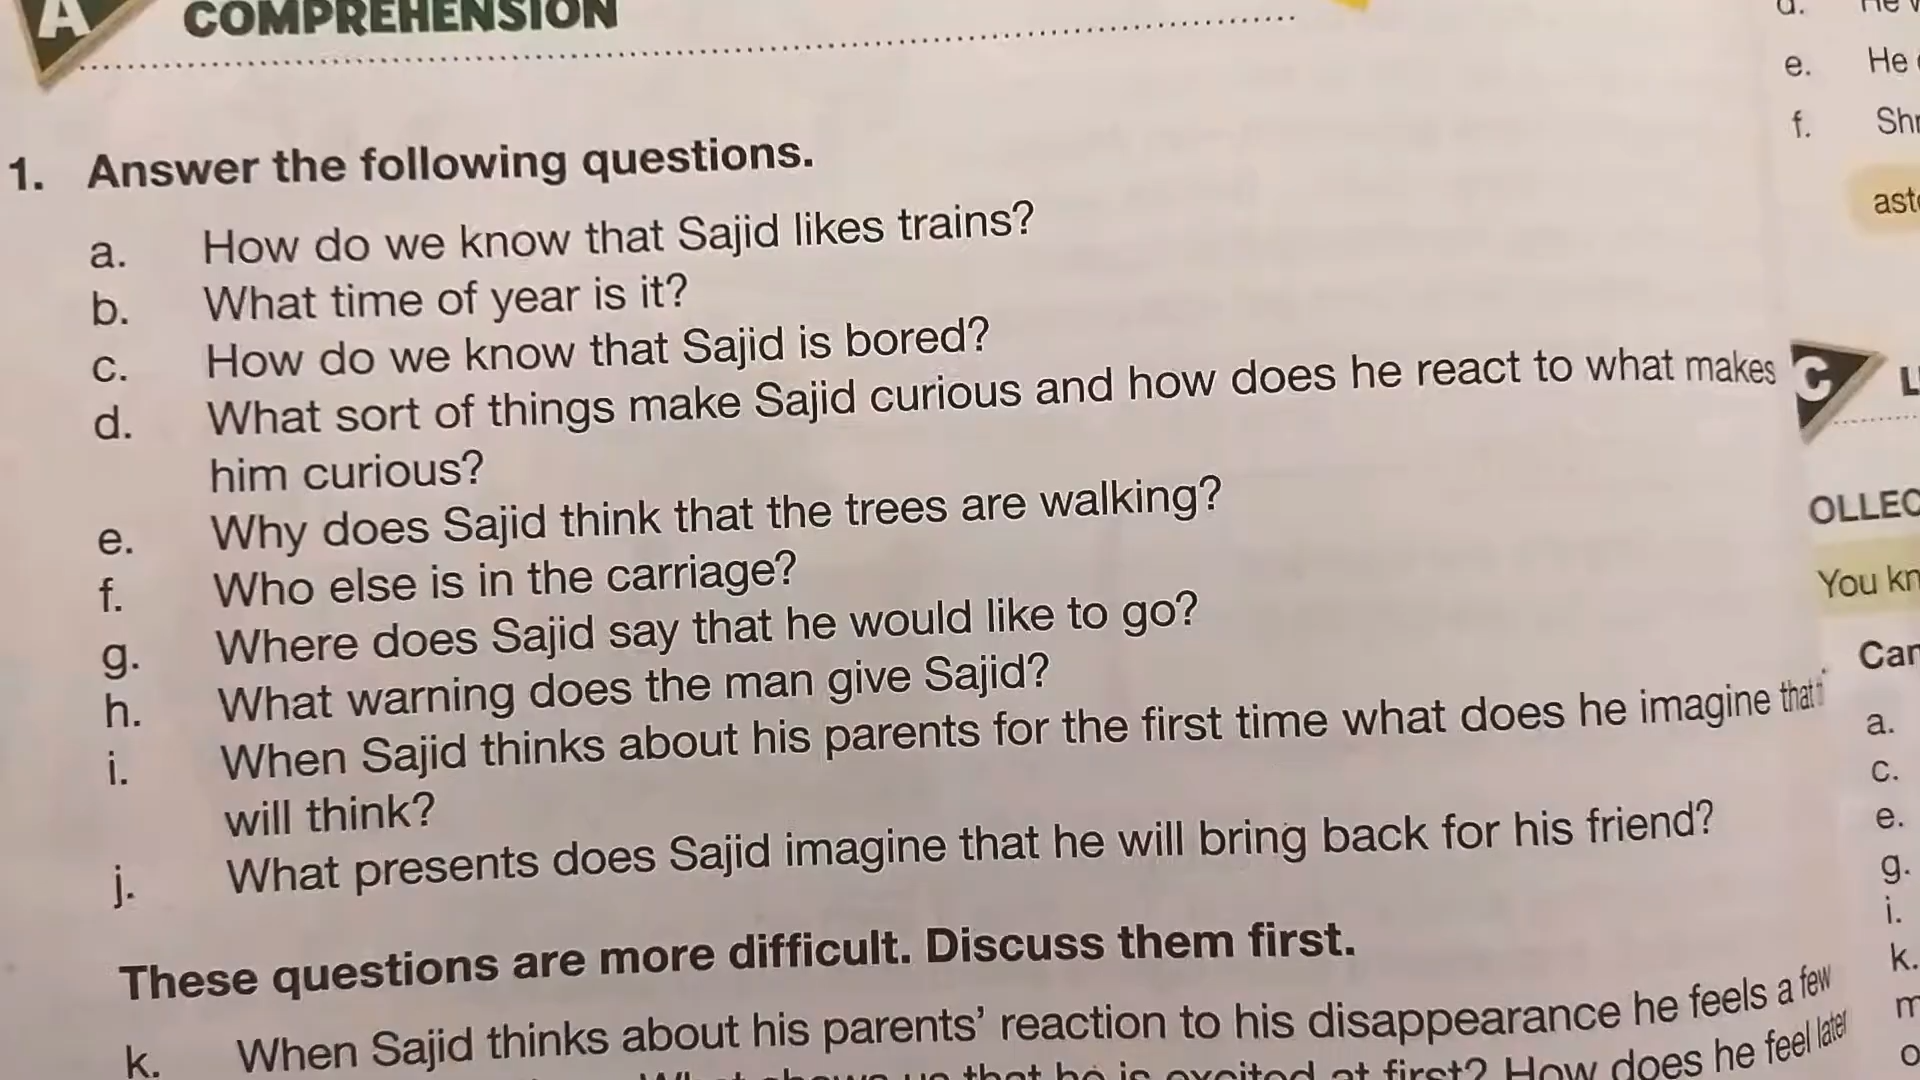 A COMPREHENSION
1. Answer the following questions.
a. How do we know that Sajid likes trains?
b. What time of year is it?
c. How do we know that Sajid is bored?
d. What sort of things make Sajid curious and how does he react to what makes
him curious?
e. Why does Sajid think that the trees are walking?
f. Who else is in the carriage?
g. Where does Sajid say that he would like to go?
h. What warning does the man give Sajid?
i. When Sajid thinks about his parents for the first time what does he imagine that
will think?
j. What presents does Sajid imagine that he will bring back for his friend?
These questions are more difficult. Discuss them first.
k. When Sajid thinks about his parents' reaction to his disappearance he feels a few
us that he is excited at first? How does he feel later
d. He
e. He
f.
C
You
a.
c.
e.
g.
i.
k.